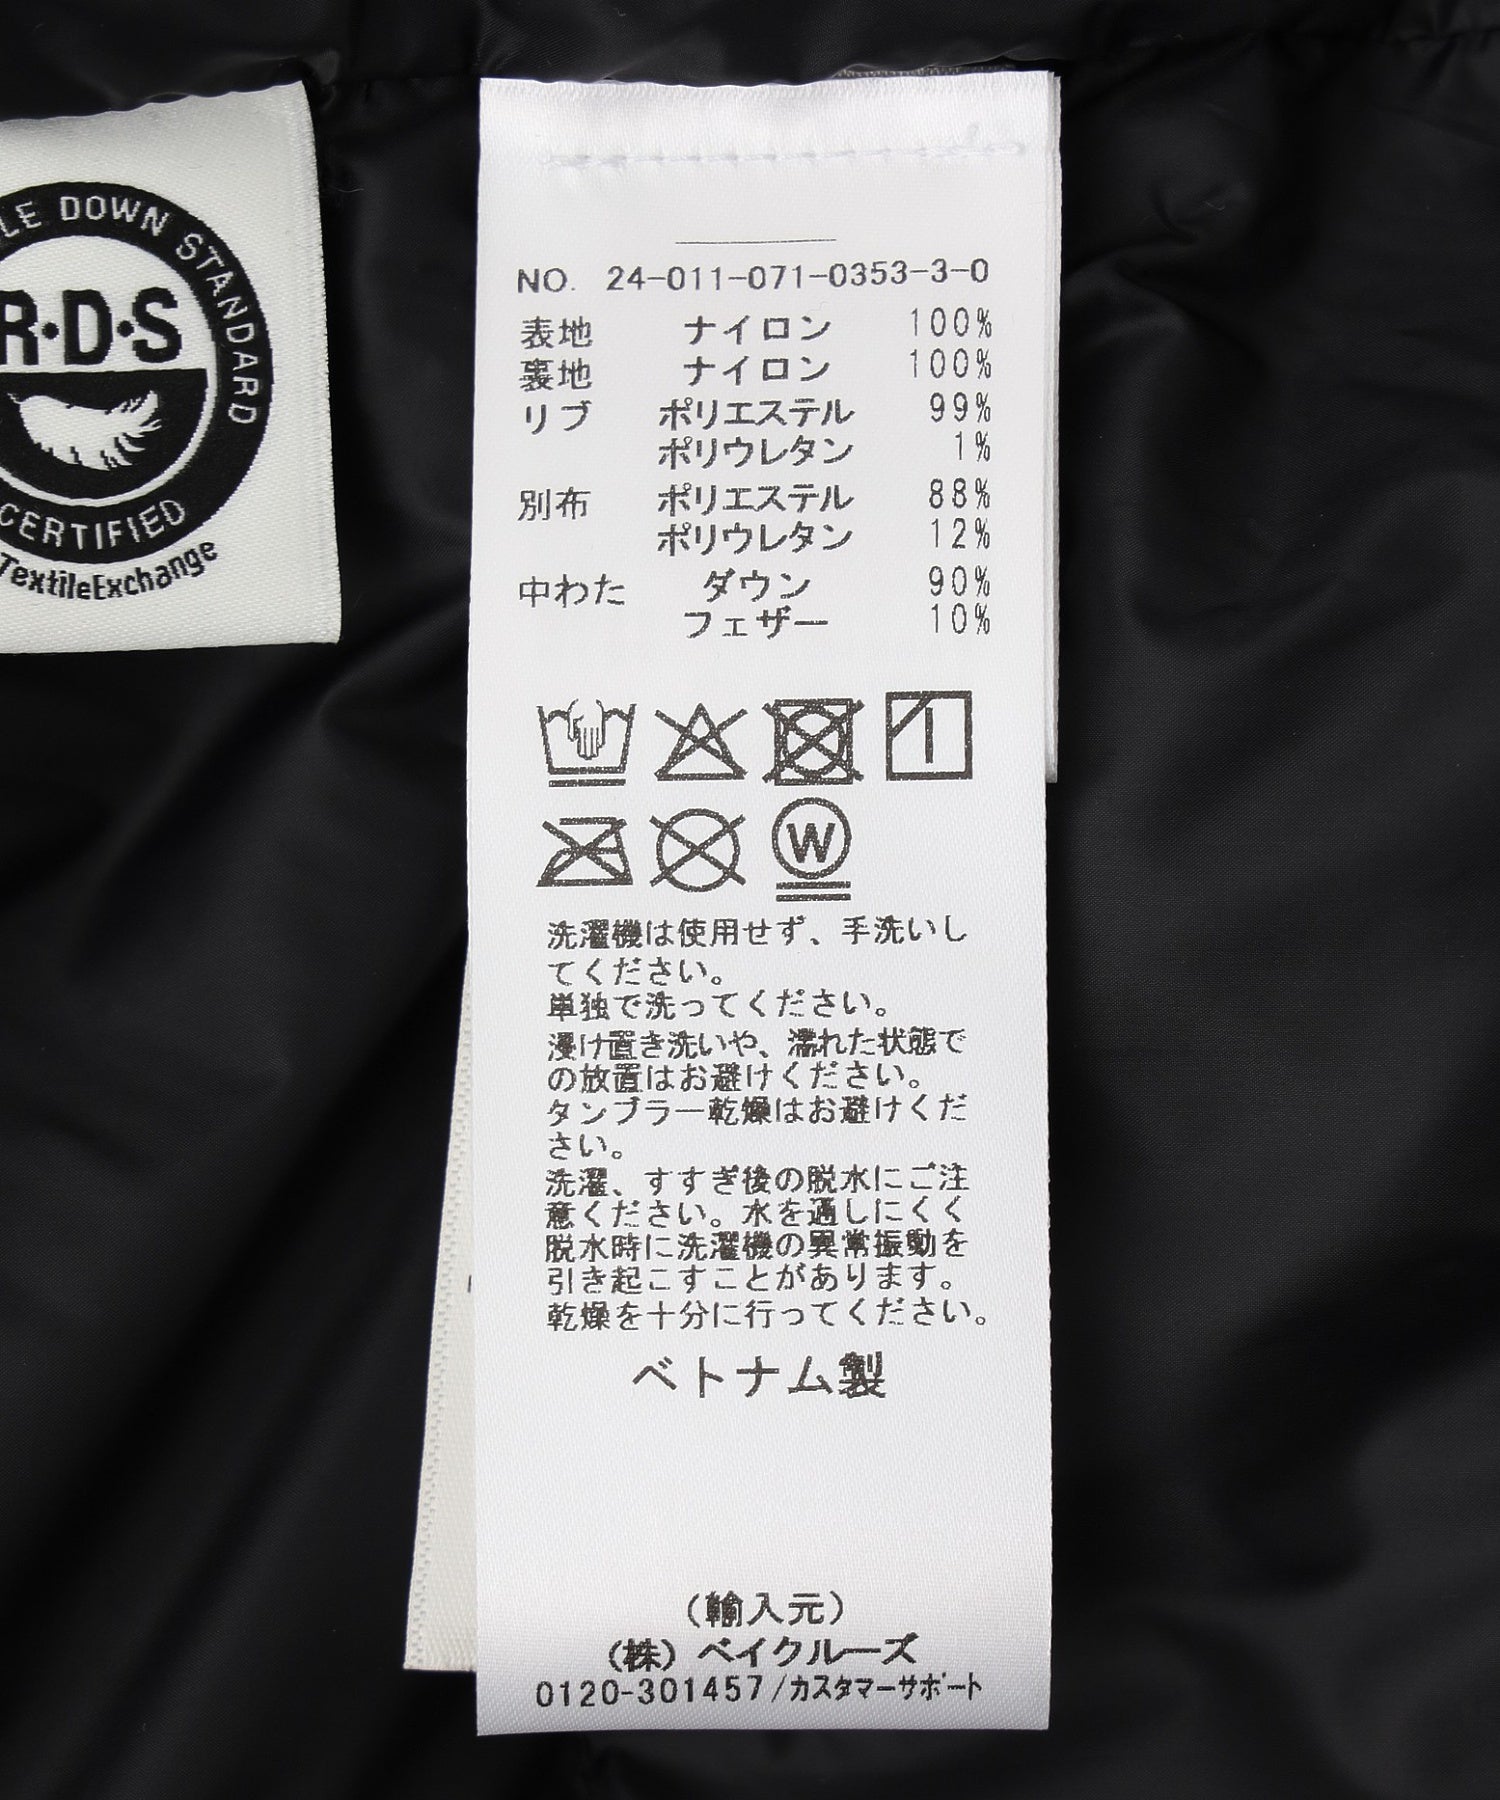 LE DOWN STANDARD
R·D·S
CERTIFIED
TextileExchange
NO. 24-011-071-0353-3-0
表地 ナイロン 100%
裏地 ナイロン 100%
リブ ポリエステル 99%
ポリウレタン 1%
別布 ポリエステル 88%
ポリウレタン 12%
中わた ダウン 90%
フェザー 10%
W
洗濯機は使用せず、手洗いし
てください。
単独で洗ってください。
浸け置き洗いや、濡れた状態で
の放置はお避けください。
タンブラー乾燥はお避けくだ
さい。
洗濯、すすぎ後の脱水にご注
意ください。水を通しにくく
脱水時に洗濯機の異常振動を
引き起こすことがあります。
乾燥を十分に行ってください。
ベトナム製
(輸入元)
(株) ベイクルーズ
0120-301457/カスタマーサポート